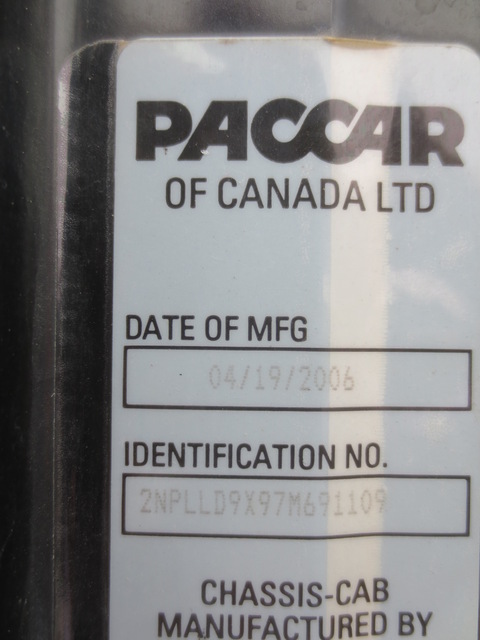 PACCAR
OF CANADA LTD
DATE OF MFG
04/19/2006
IDENTIFICATION NO.
2NPLLD9X97M691109
CHASSIS-CAB
MANUFACTURED BY